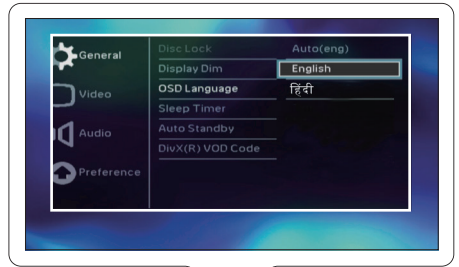 General
Video
Audio
Preference
Disc Lock
Display Dim
OSD Language
Sleep Timer
Auto Standby
DivX(R) VOD Code
Auto(eng)
English
हिंदी